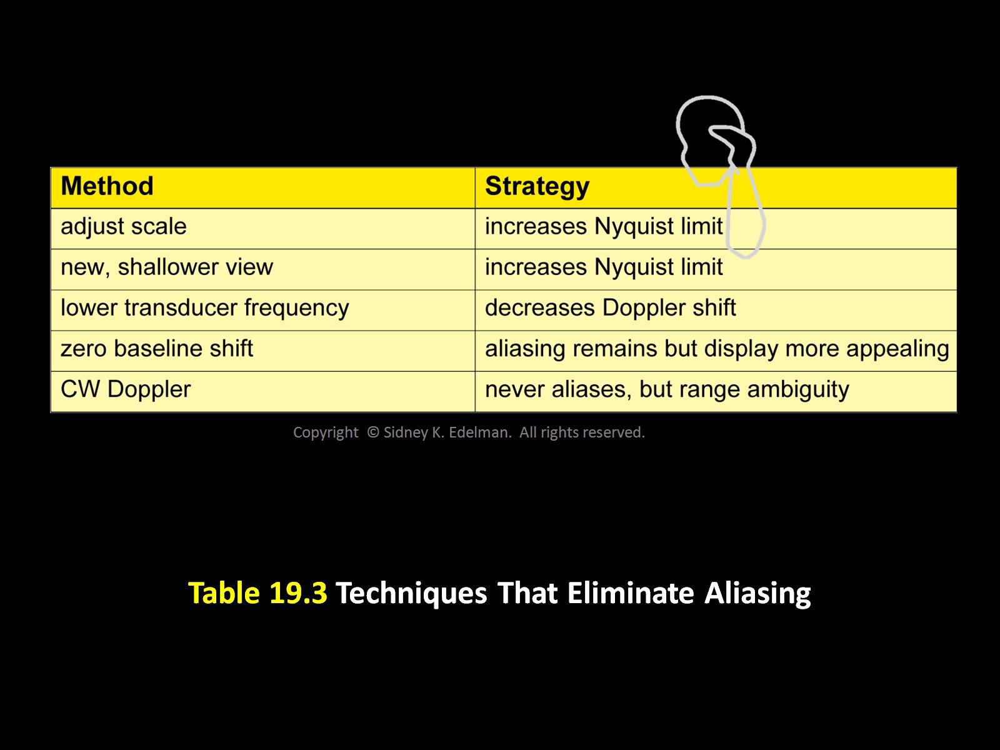 Method Strategy
adjust scale increases Nyquist limit
new, shallower view increases Nyquist limit
lower transducer frequency decreases Doppler shift
zero baseline shift aliasing remains but display more appealing
CW Doppler never aliases, but range ambiguity
Copyright © Sidney K. Edelman. All rights reserved.
Table 19.3 Techniques That Eliminate Aliasing